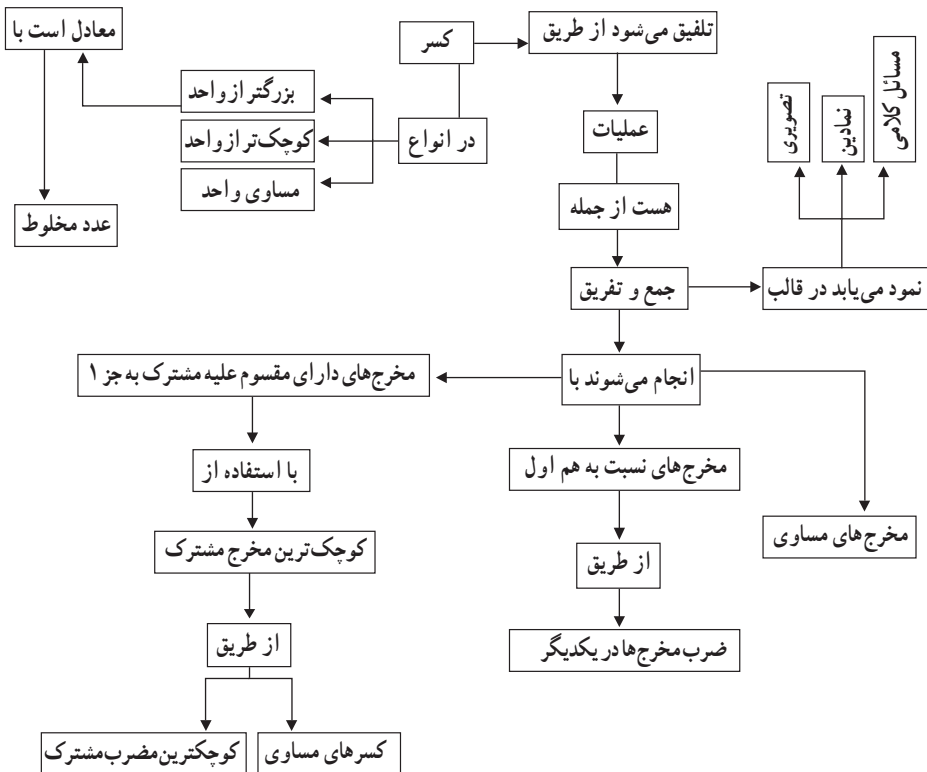 معادل است با
کسر
تلفیق می‌شود از طریق
بزرگتر از واحد
کوچک‌تر از واحد
مساوی واحد
در انواع
عدد مخلوط
عملیات
هست از جمله
جمع و تفریق
نمود می‌یابد در قالب
مسائل کلامی
نمادین
تصویری
انجام می‌شوند با
مخرج‌های دارای مقسوم علیه مشترک به جز ۱
با استفاده از
کوچک‌ترین مخرج مشترک
از طریق
کسرهای مساوی
کوچکترین مضرب مشترک
مخرج‌های نسبت به هم اول
از طریق
ضرب مخرج‌ها در یکدیگر
مخرج‌های مساوی